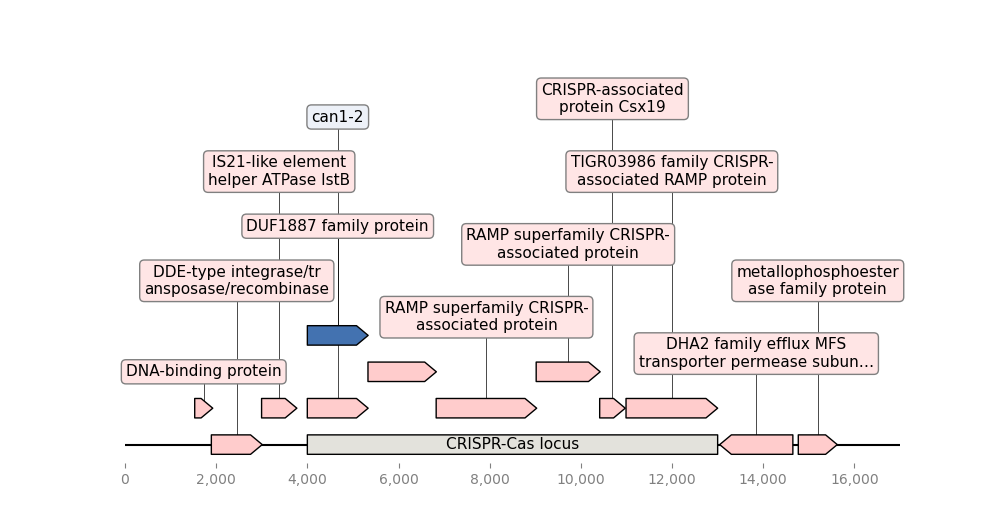 CRISPR-associated
protein Csx19
can1-2
IS21-like element
helper ATPase IstB
TIGR03986 family CRISPR-
associated RAMP protein
DUF1887 family protein
RAMP superfamily CRISPR-
associated protein
DDE-type integrase/tr
ansposase/recombinase
metallophosphoester
ase family protein
RAMP superfamily CRISPR-
associated protein
DHA2 family efflux MFS
transporter permease subun...
DNA-binding protein
CRISPR-Cas locus
0 2,000 4,000 6,000 8,000 10,000 12,000 14,000 16,000